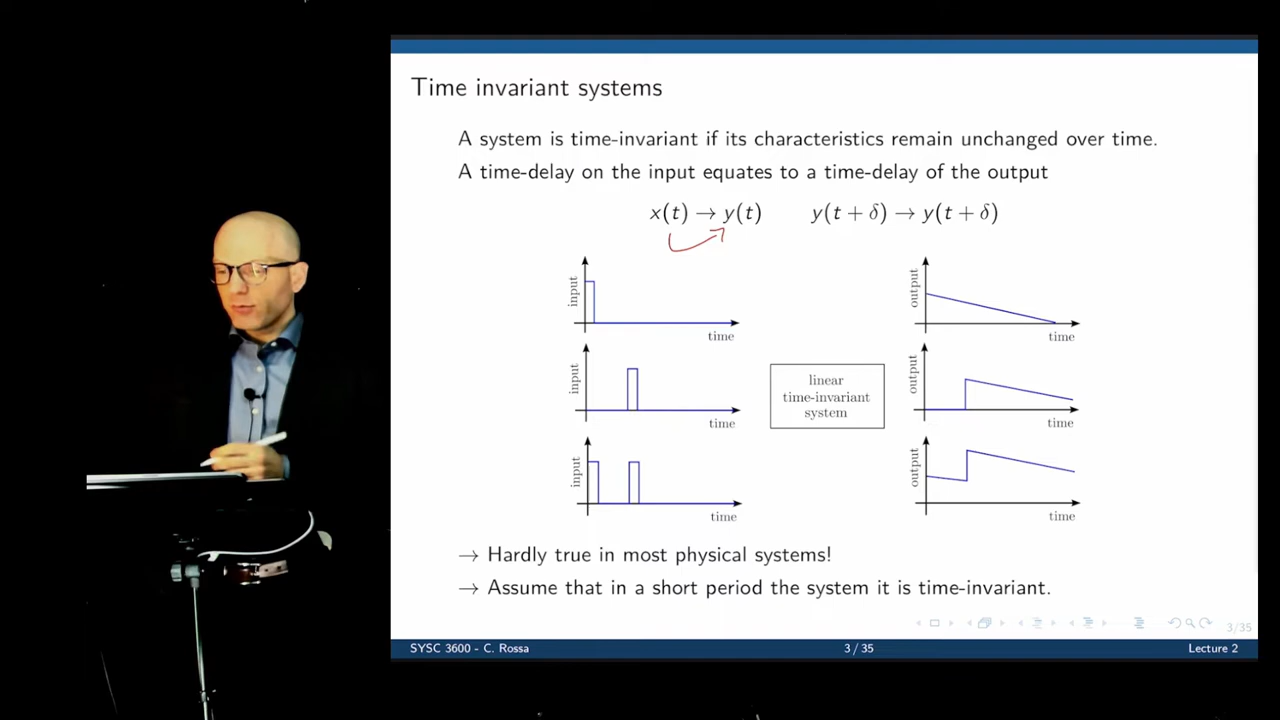 Time invariant systems
A system is time-invariant if its characteristics remain unchanged over time.
A time-delay on the input equates to a time-delay of the output
x(t) → y(t) y(t + δ) → y(t + δ)
input
time
output
time
input
time
linear
time-invariant
system
output
time
input
time
output
time
→ Hardly true in most physical systems!
→ Assume that in a short period the system it is time-invariant.
3/35
SYSC 3600 - C. Rossa 3 / 35 Lecture 2